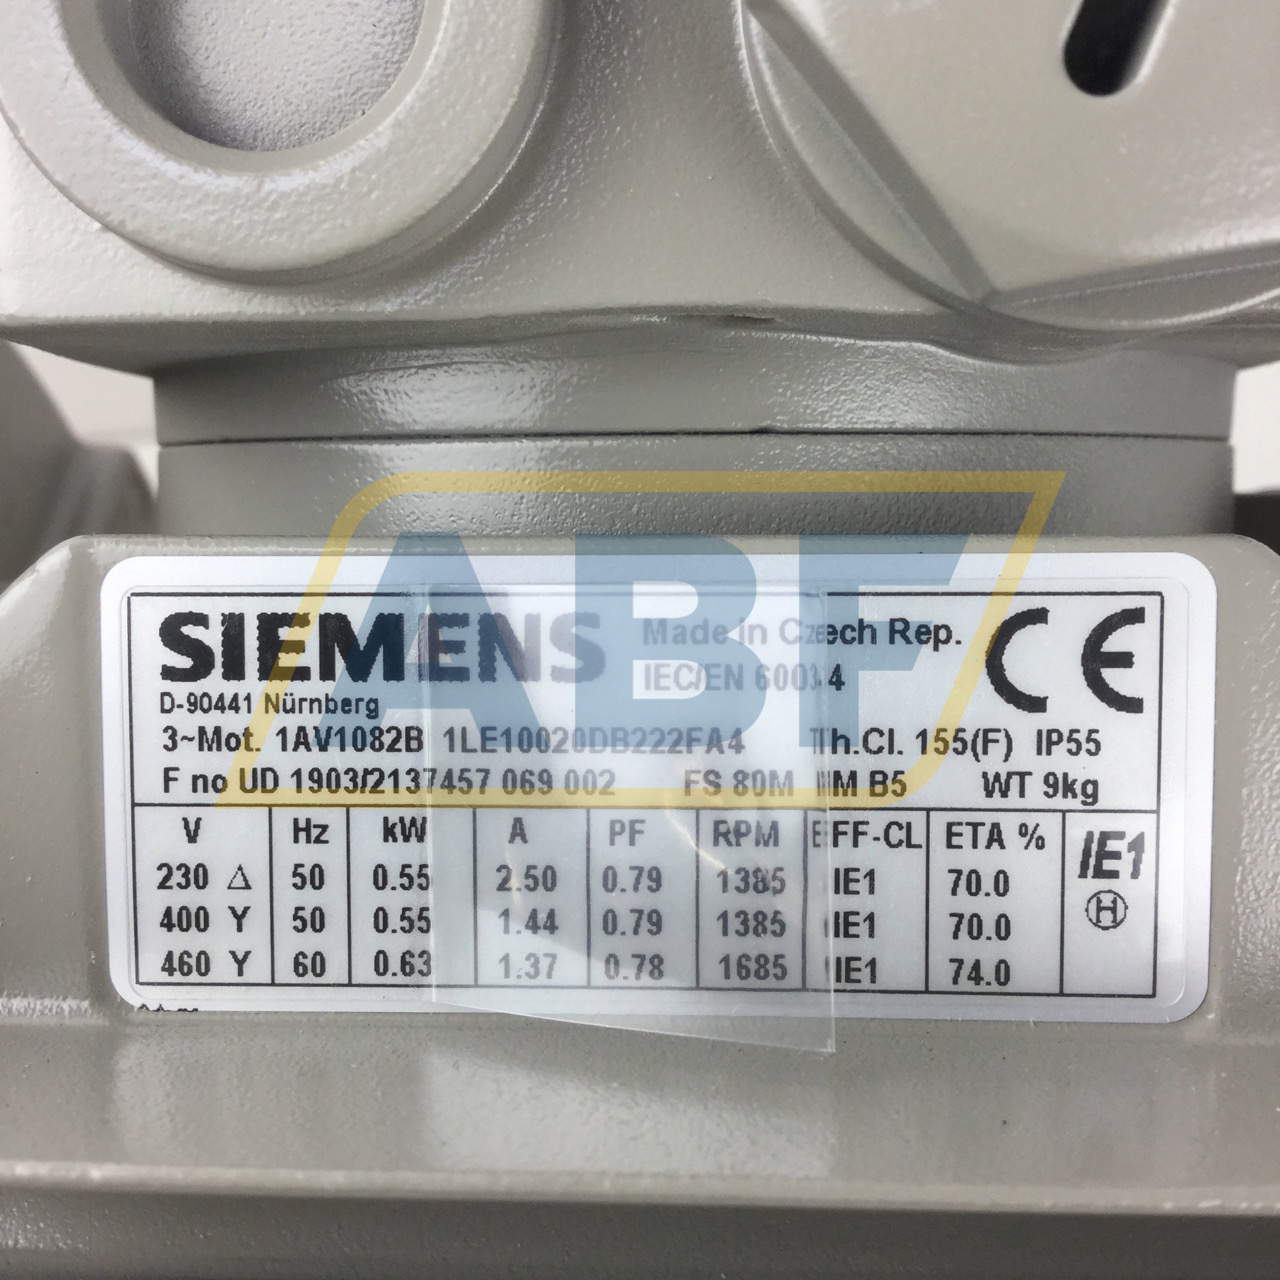 SIEMENS
Made in Czech Rep.
IEC/EN 60034
CE
D-90441 Nürnberg
3~Mot. 1AV1082B 1LE10020DB222FA4 Th.Cl. 155(F) IP55
F no UD 1903/2137457 069 002 FS 80M IM B5 WT 9kg
V Hz kW A PF RPM EFF-CL ETA %
230 Δ 50 0.55 2.50 0.79 1385 IE1 70.0
400 Y 50 0.55 1.44 0.79 1385 IE1 70.0
460 Y 60 0.63 1.37 0.78 1685 IE1 74.0
IE1
H
ABF